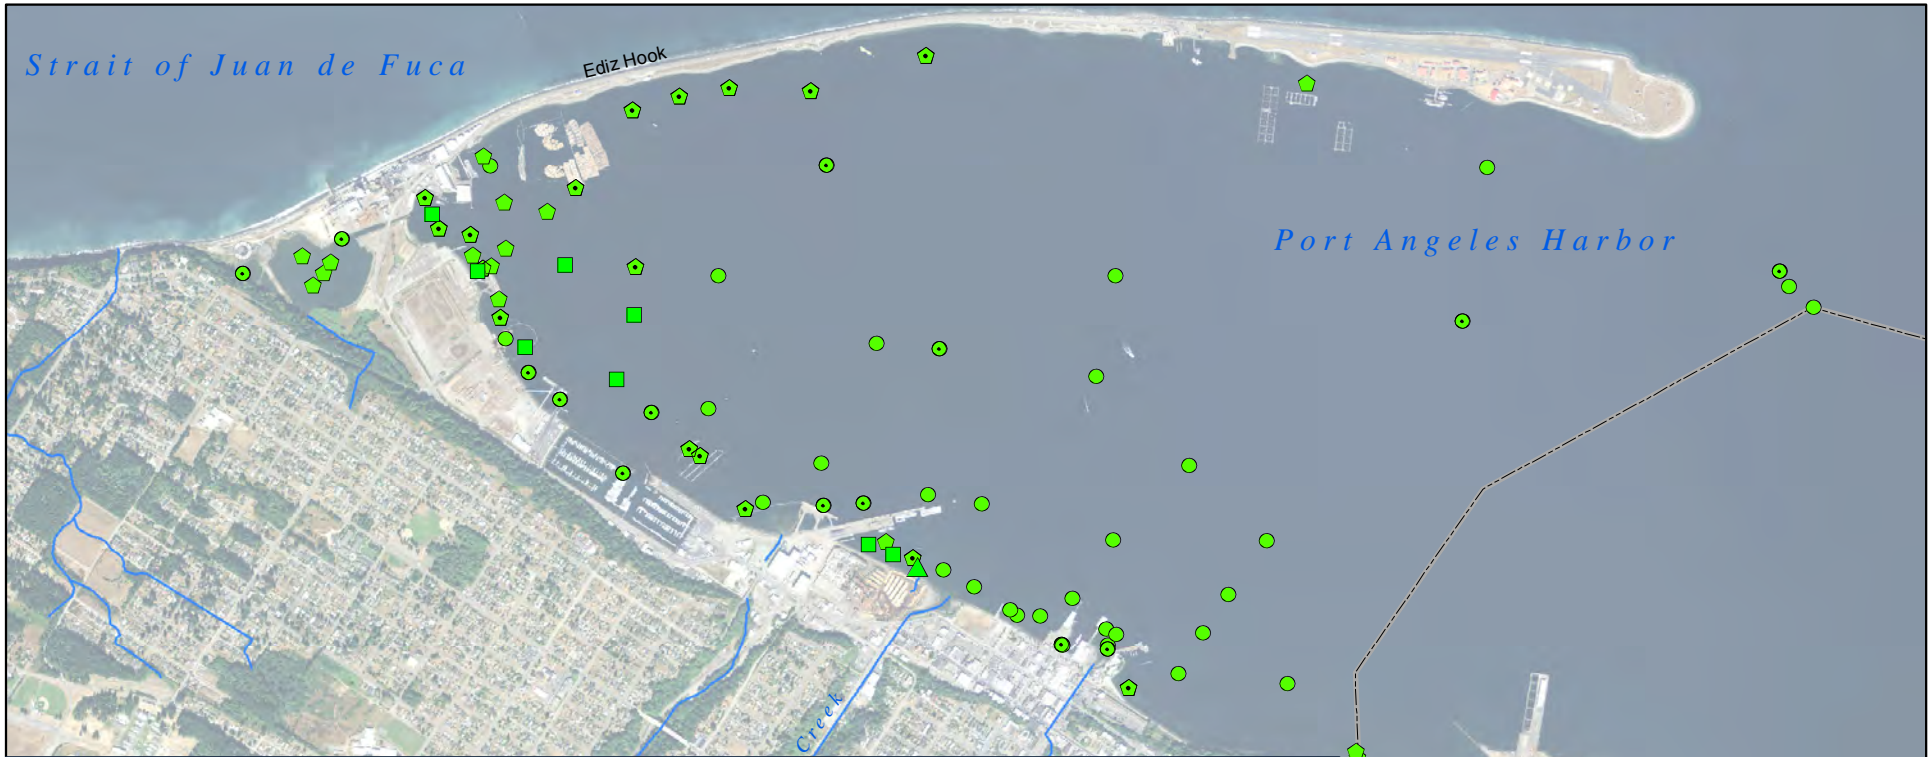 Strait of Juan de Fuca
Ediz Hook
Port Angeles Harbor
Creek